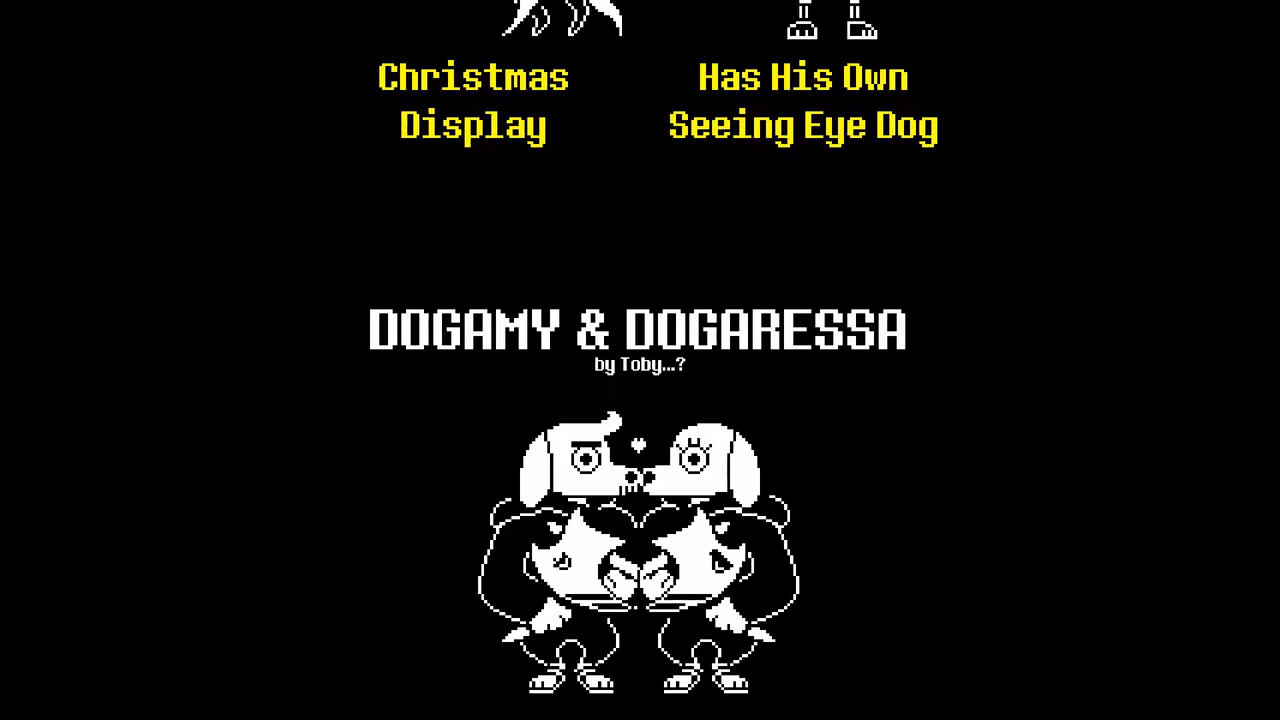 Christmas
Display
Has His Own
Seeing Eye Dog
DOGAMY & DOGARESSA
by Toby...?